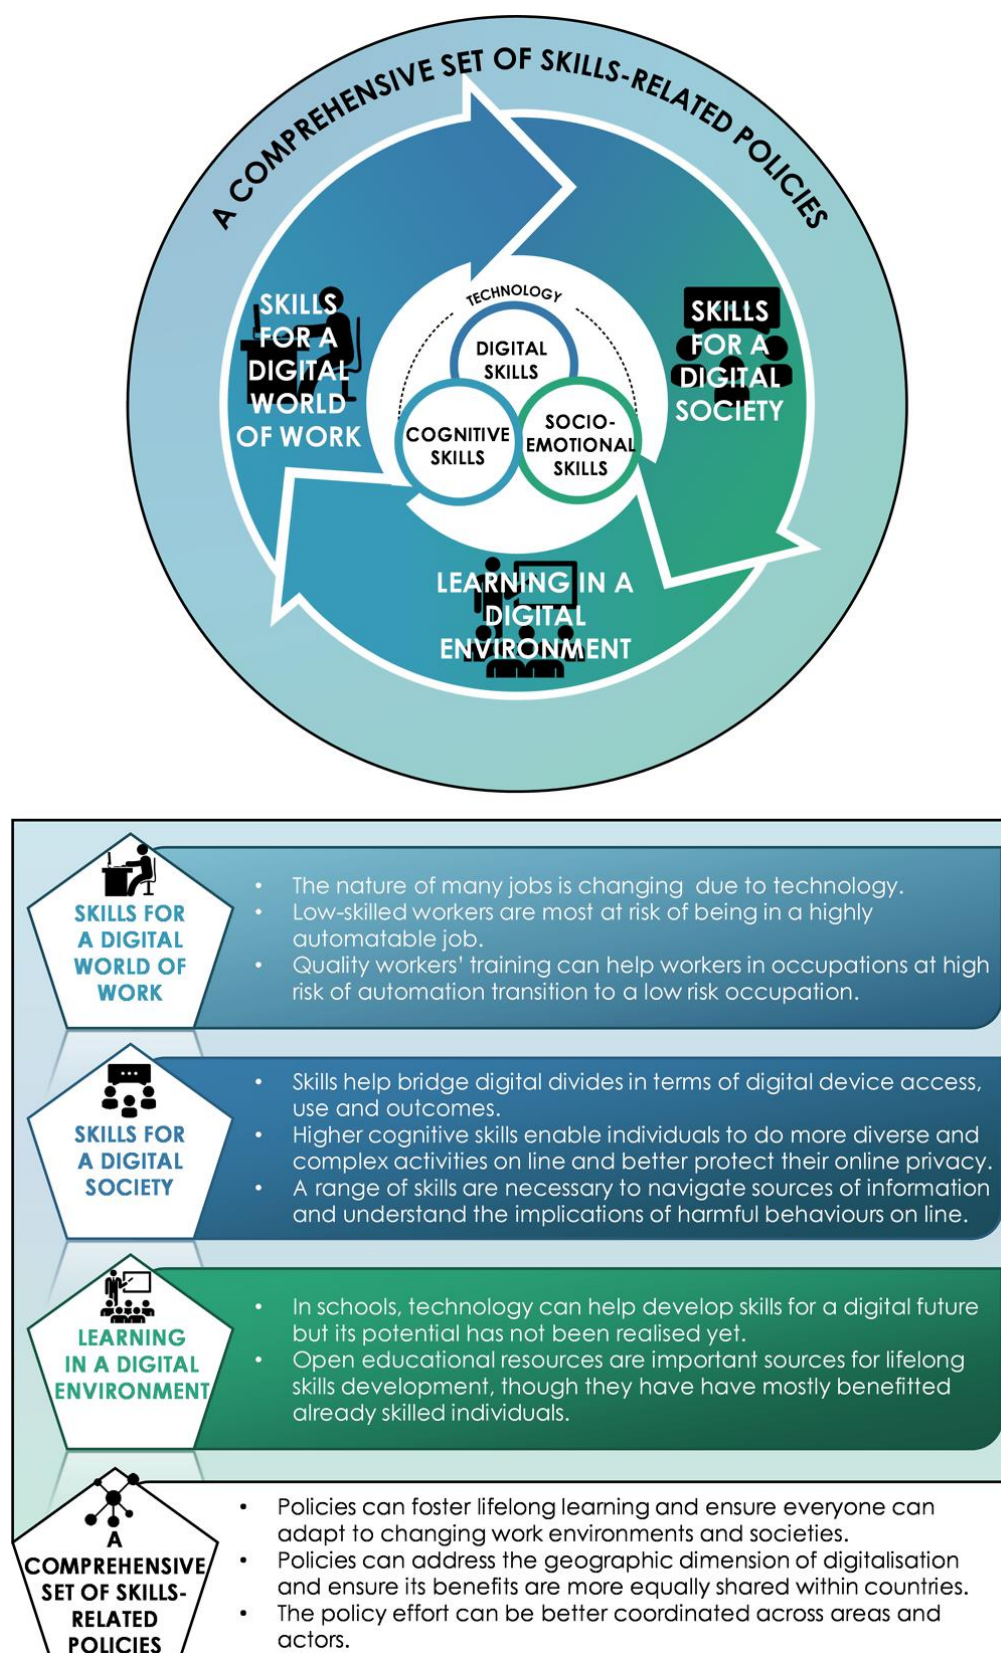 A COMPREHENSIVE SET OF SKILLS-RELATED POLICIES
SKILLS
FOR A
DIGITAL
WORLD
OF WORK
TECHNOLOGY
DIGITAL
SKILLS
COGNITIVE
SKILLS
SOCIO-
EMOTIONAL
SKILLS
SKILLS
FOR A
DIGITAL
SOCIETY
LEARNING IN A
DIGITAL
ENVIRONMENT
SKILLS FOR
A DIGITAL
WORLD OF
WORK
• The nature of many jobs is changing due to technology.
• Low-skilled workers are most at risk of being in a highly
automatable job.
• Quality workers’ training can help workers in occupations at high
risk of automation transition to a low risk occupation.
SKILLS FOR
A DIGITAL
SOCIETY
• Skills help bridge digital divides in terms of digital device access,
use and outcomes.
• Higher cognitive skills enable individuals to do more diverse and
complex activities on line and better protect their online privacy.
• A range of skills are necessary to navigate sources of information
and understand the implications of harmful behaviours on line.
LEARNING
IN A DIGITAL
ENVIRONMENT
• In schools, technology can help develop skills for a digital future
but its potential has not been realised yet.
• Open educational resources are important sources for lifelong
skills development, though they have have mostly benefitted
already skilled individuals.
A
COMPREHENSIVE
SET OF SKILLS-
RELATED
POLICIES
• Policies can foster lifelong learning and ensure everyone can
adapt to changing work environments and societies.
• Policies can address the geographic dimension of digitalisation
and ensure its benefits are more equally shared within countries.
• The policy effort can be better coordinated across areas and
actors.